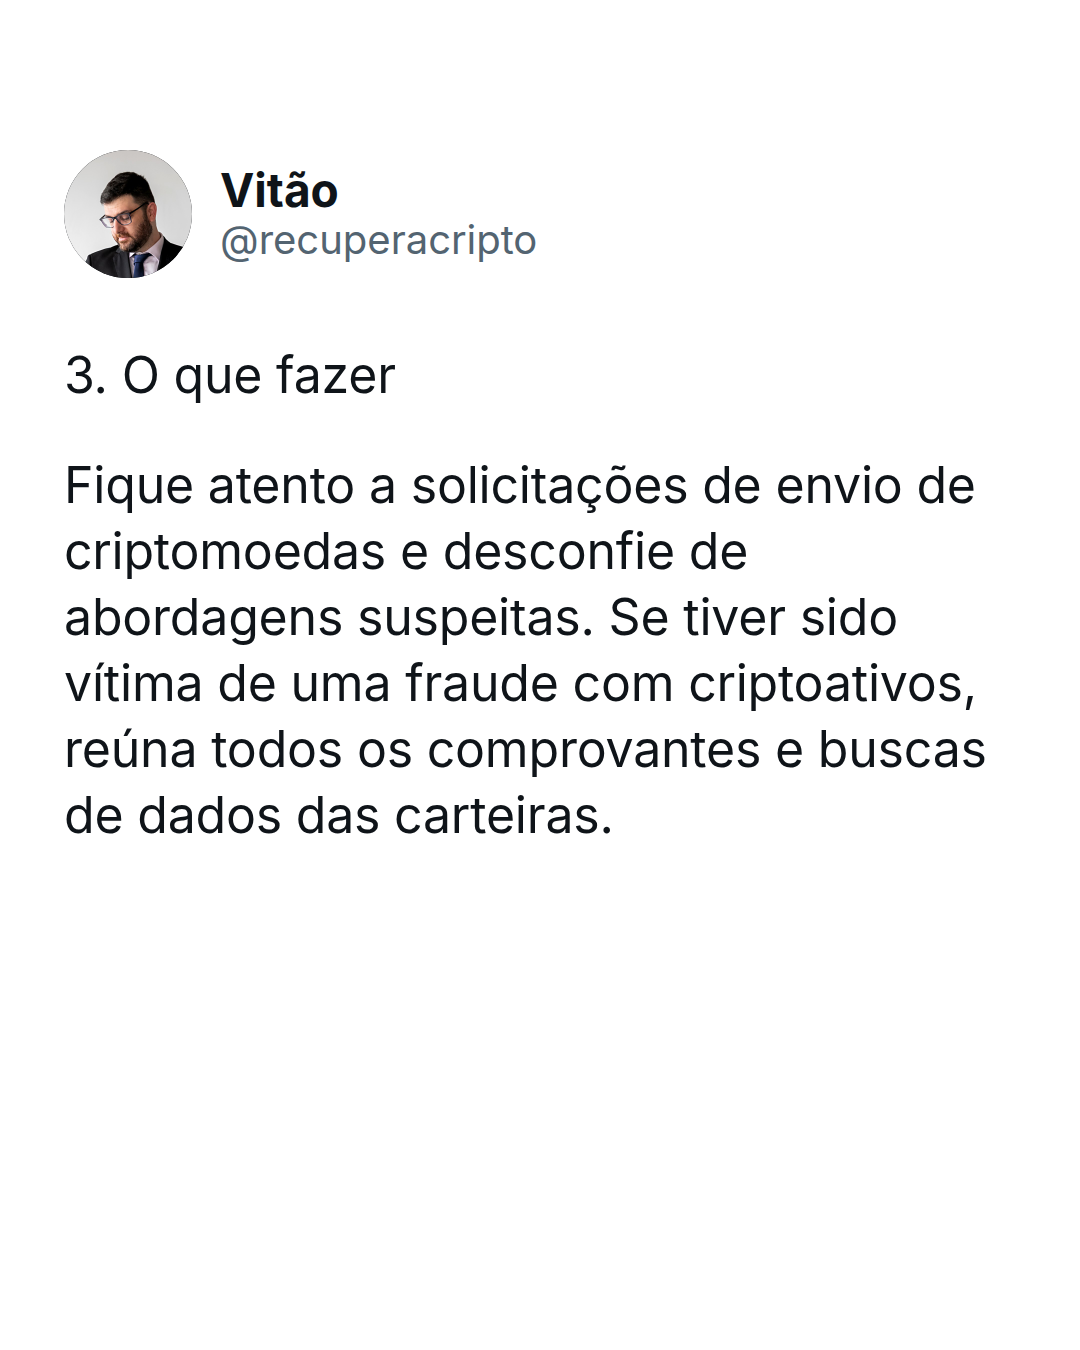 Vitão
@recuperacripto
3. O que fazer
Fique atento a solicitações de envio de
criptomoedas e desconfie de
abordagens suspeitas. Se tiver sido
vítima de uma fraude com criptoativos,
reúna todos os comprovantes e buscas
de dados das carteiras.